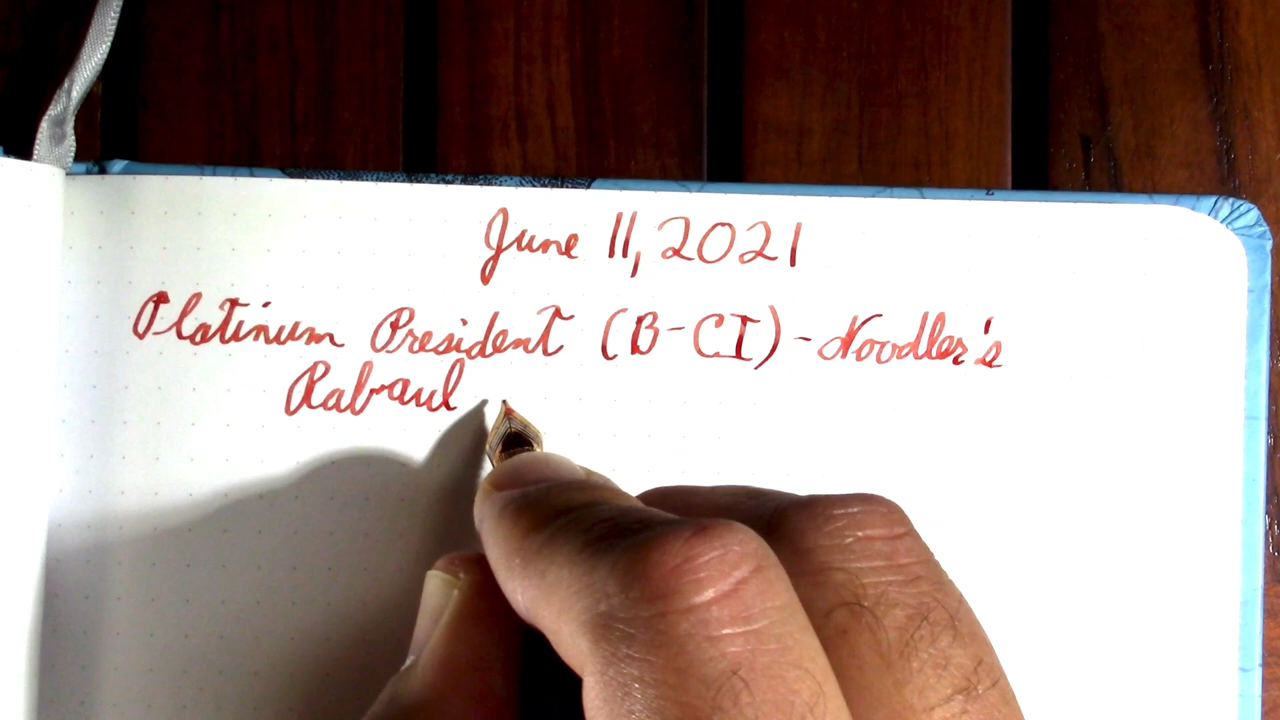 June 11, 2021
Platinum President (B-CI) - Noodler's
Rabaul